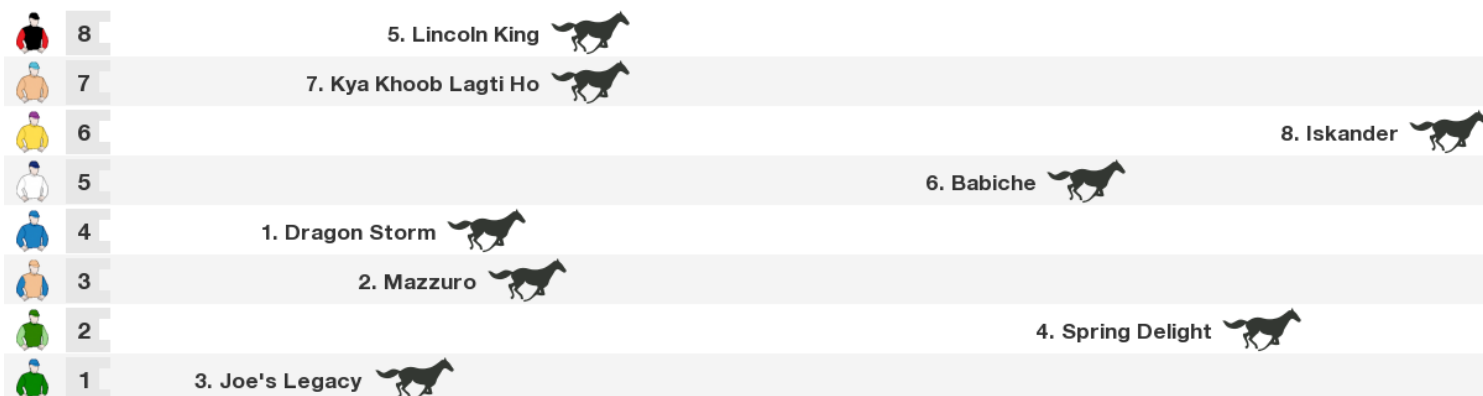 8 5. Lincoln King
7 7. Kya Khoob Lagti Ho
6 8. Iskander
5 6. Babiche
4 1. Dragon Storm
3 2. Mazzuro
2 4. Spring Delight
1 3. Joe's Legacy